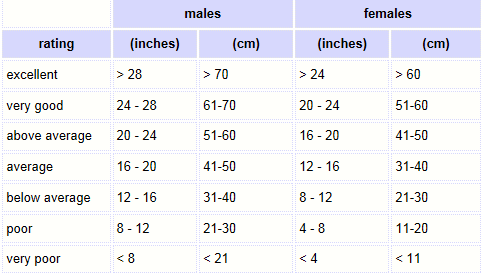 males females
rating (inches) (cm) (inches) (cm)
excellent > 28 > 70 > 24 > 60
very good 24 - 28 61-70 20 - 24 51-60
above average 20 - 24 51-60 16 - 20 41-50
average 16 - 20 41-50 12 - 16 31-40
below average 12 - 16 31-40 8 - 12 21-30
poor 8 - 12 21-30 4 - 8 11-20
very poor < 8 < 21 < 4 < 11